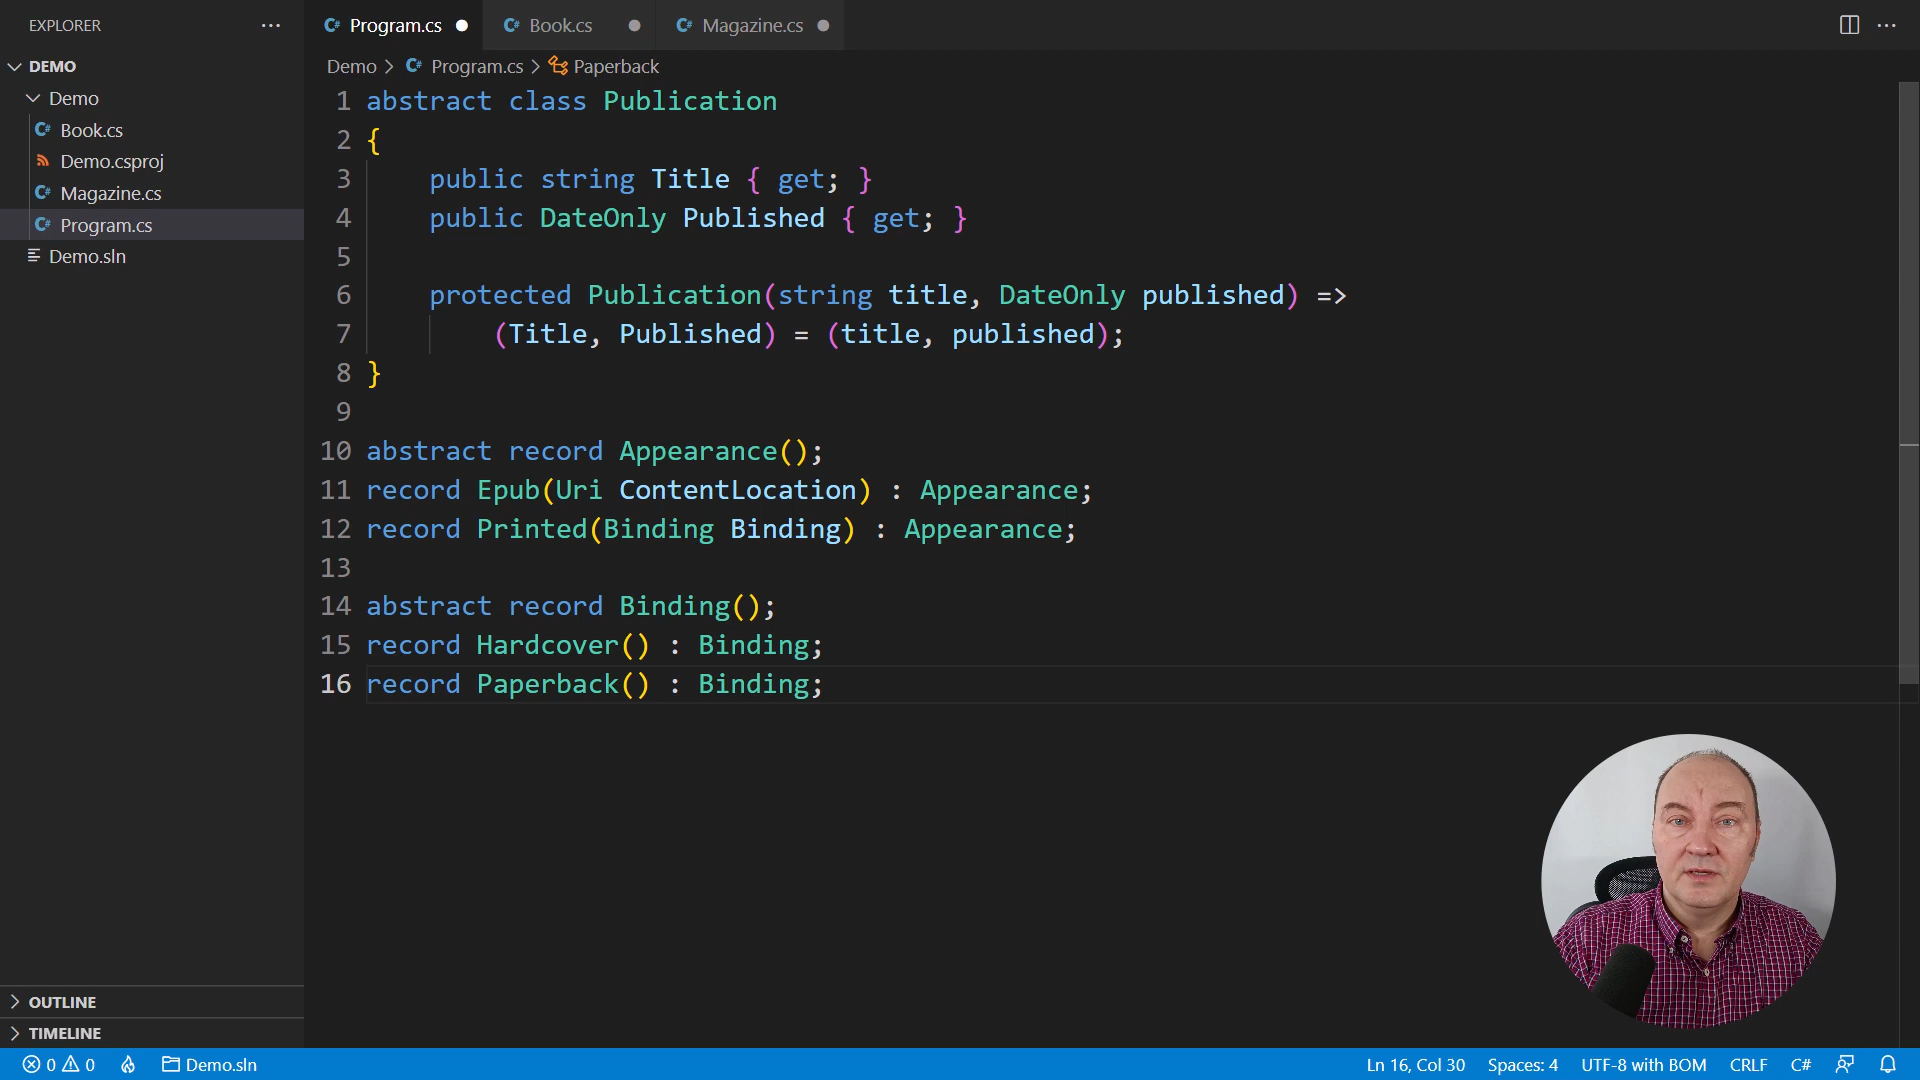 EXPLORER
DEMO
Demo
C# Book.cs
Demo.csproj
C# Magazine.cs
C# Program.cs
Demo.sln
OUTLINE
TIMELINE
C# Program.cs
C# Book.cs
C# Magazine.cs
Demo > C# Program.cs > Paperback
1 abstract class Publication
2 {
3 public string Title { get; }
4 public DateOnly Published { get; }
5
6 protected Publication(string title, DateOnly published) =>
7 (Title, Published) = (title, published);
8 }
9
10 abstract record Appearance();
11 record Epub(Uri ContentLocation) : Appearance;
12 record Printed(Binding Binding) : Appearance;
13
14 abstract record Binding();
15 record Hardcover() : Binding;
16 record Paperback() : Binding;
0 0 Demo.sln Ln 16, Col 30 Spaces: 4 UTF-8 with BOM CRLF C#